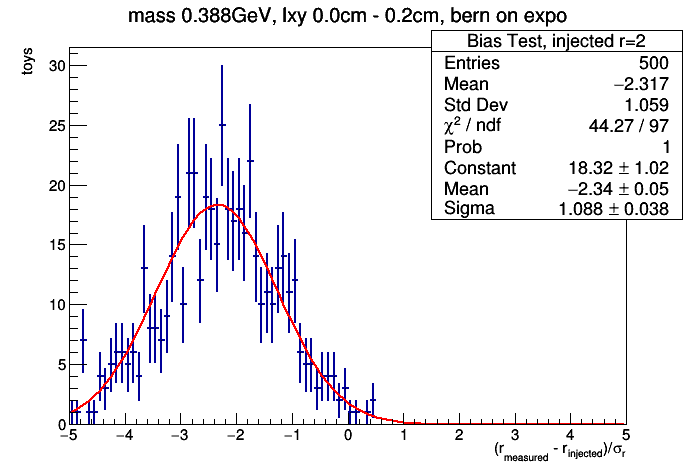 mass 0.388GeV, lxy 0.0cm - 0.2cm, bern on expo
Bias Test, injected r=2
Entries 500
Mean −2.317
Std Dev 1.059
χ² / ndf 44.27 / 97
Prob 1
Constant 18.32 ± 1.02
Mean −2.34 ± 0.05
Sigma 1.088 ± 0.038
toys
30
25
20
15
10
5
0
−5 −4 −3 −2 −1 0 1 2 3 4 5
(r_measured - r_injected)/σ_r